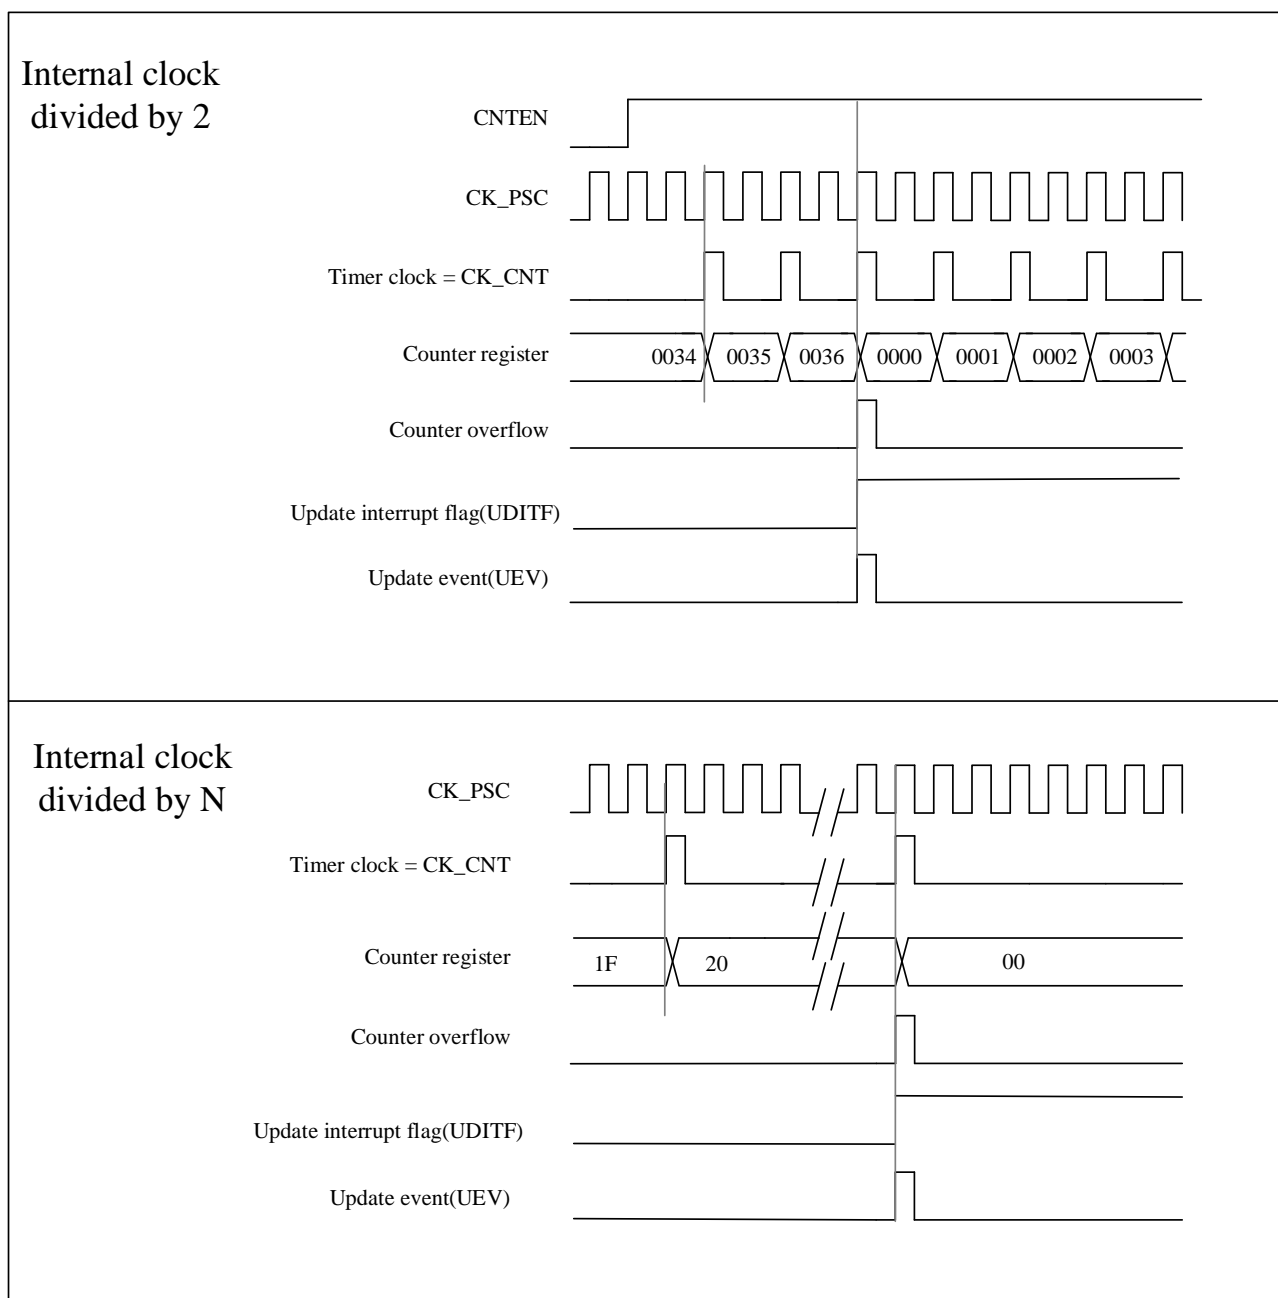 Internal clock
divided by 2
CNTEN
CK_PSC
Timer clock = CK_CNT
Counter register
0034 0035 0036 0000 0001 0002 0003
Counter overflow
Update interrupt flag(UDITF)
Update event(UEV)
Internal clock
divided by N
CK_PSC
Timer clock = CK_CNT
Counter register
1F 20 00
Counter overflow
Update interrupt flag(UDITF)
Update event(UEV)